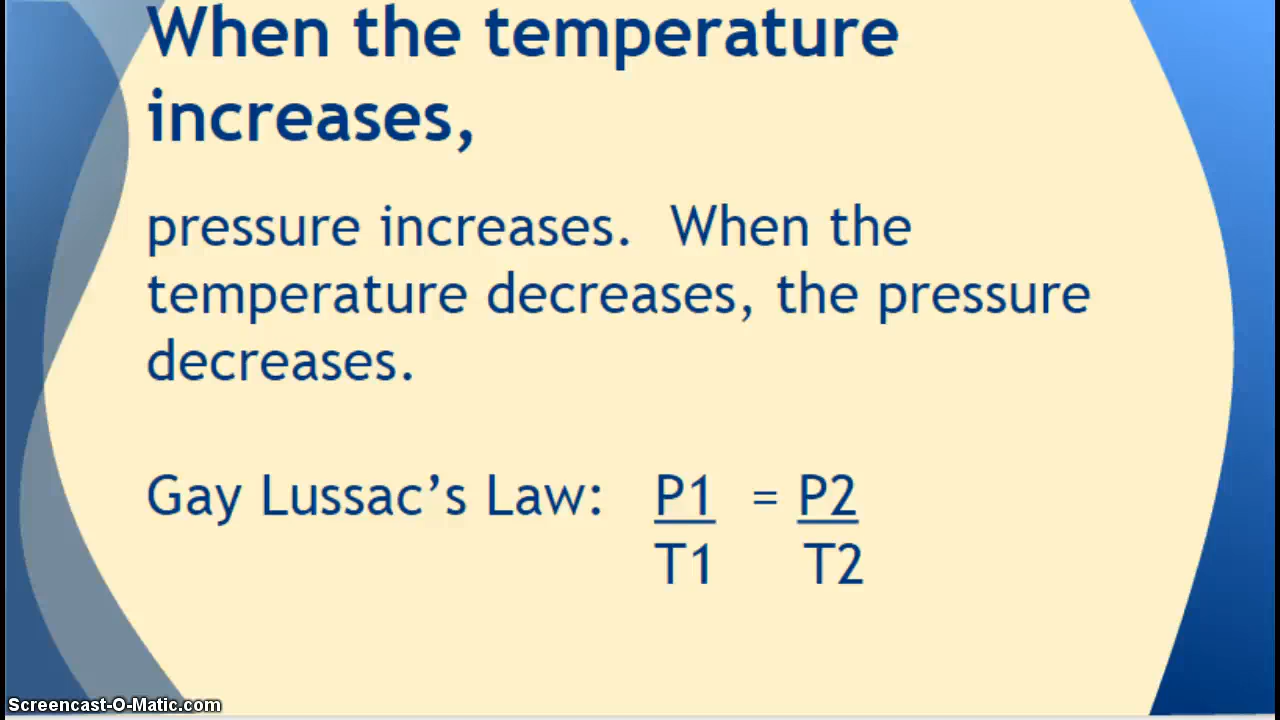 When the temperature
increases,
pressure increases.  When the
temperature decreases, the pressure
decreases.
Gay Lussac’s Law:   P1  = P2
T1      T2
Screencast-O-Matic.com